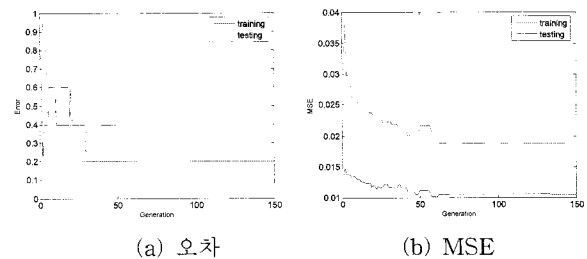 1
0.9
0.8
0.7
0.6
0.5
0.4
0.3
0.2
0.1
0
Error
0 50 100 150
Generation
training
testing
(a) 오차
0.04
0.035
0.03
0.025
0.02
0.015
0.01
MSE
0 50 100 150
Generation
training
testing
(b) MSE